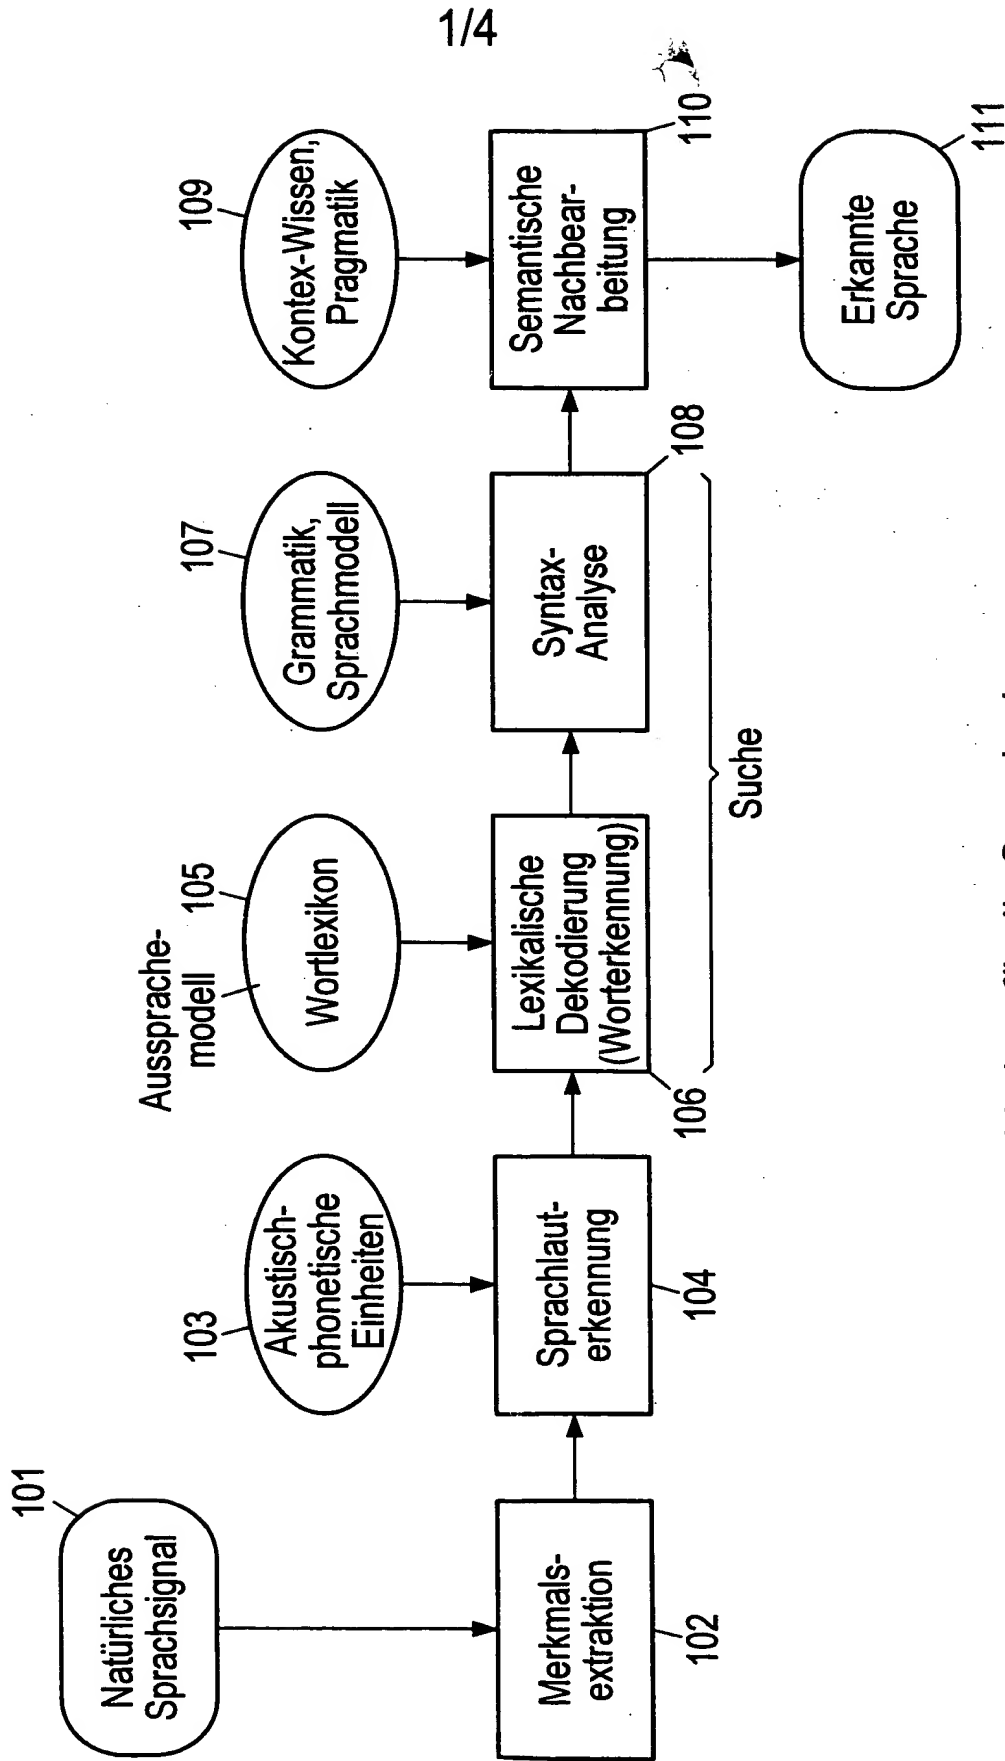 1/4
101
Natürliches
Sprachsignal
Merkmals-
extraktion
102
103
Akustisch-
phonetische
Einheiten
Sprachlaut-
erkennung
104
Aussprache-
modell
105
Wortlexikon
Lexikalische
Dekodierung
(Worterkennung)
106
107
Grammatik,
Sprachmodell
Syntax-
Analyse
108
Suche
109
Kontex-Wissen,
Pragmatik
Semantische
Nachbear-
beitung
110
Erkannte
Sprache
111